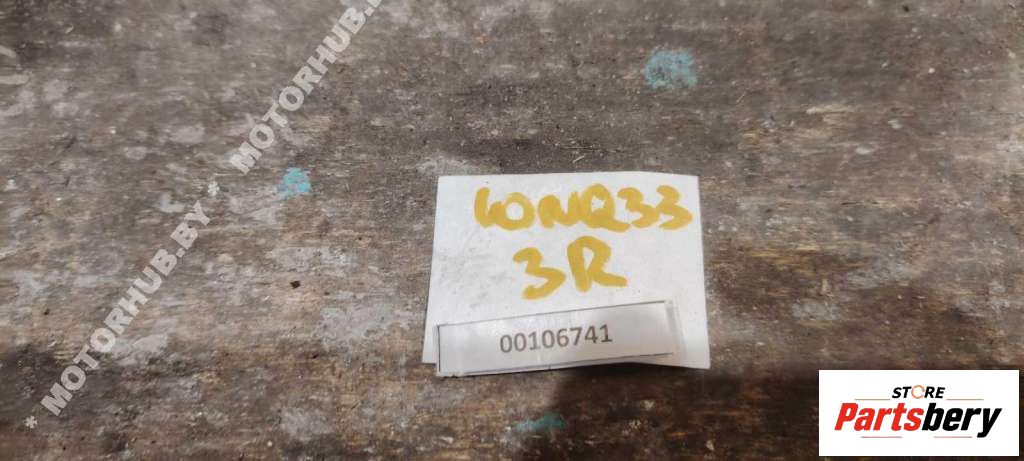 * MOTORHUB.BY * MOTORHUB.BY
60NQ33
3R
00106741
STORE
Partsbery